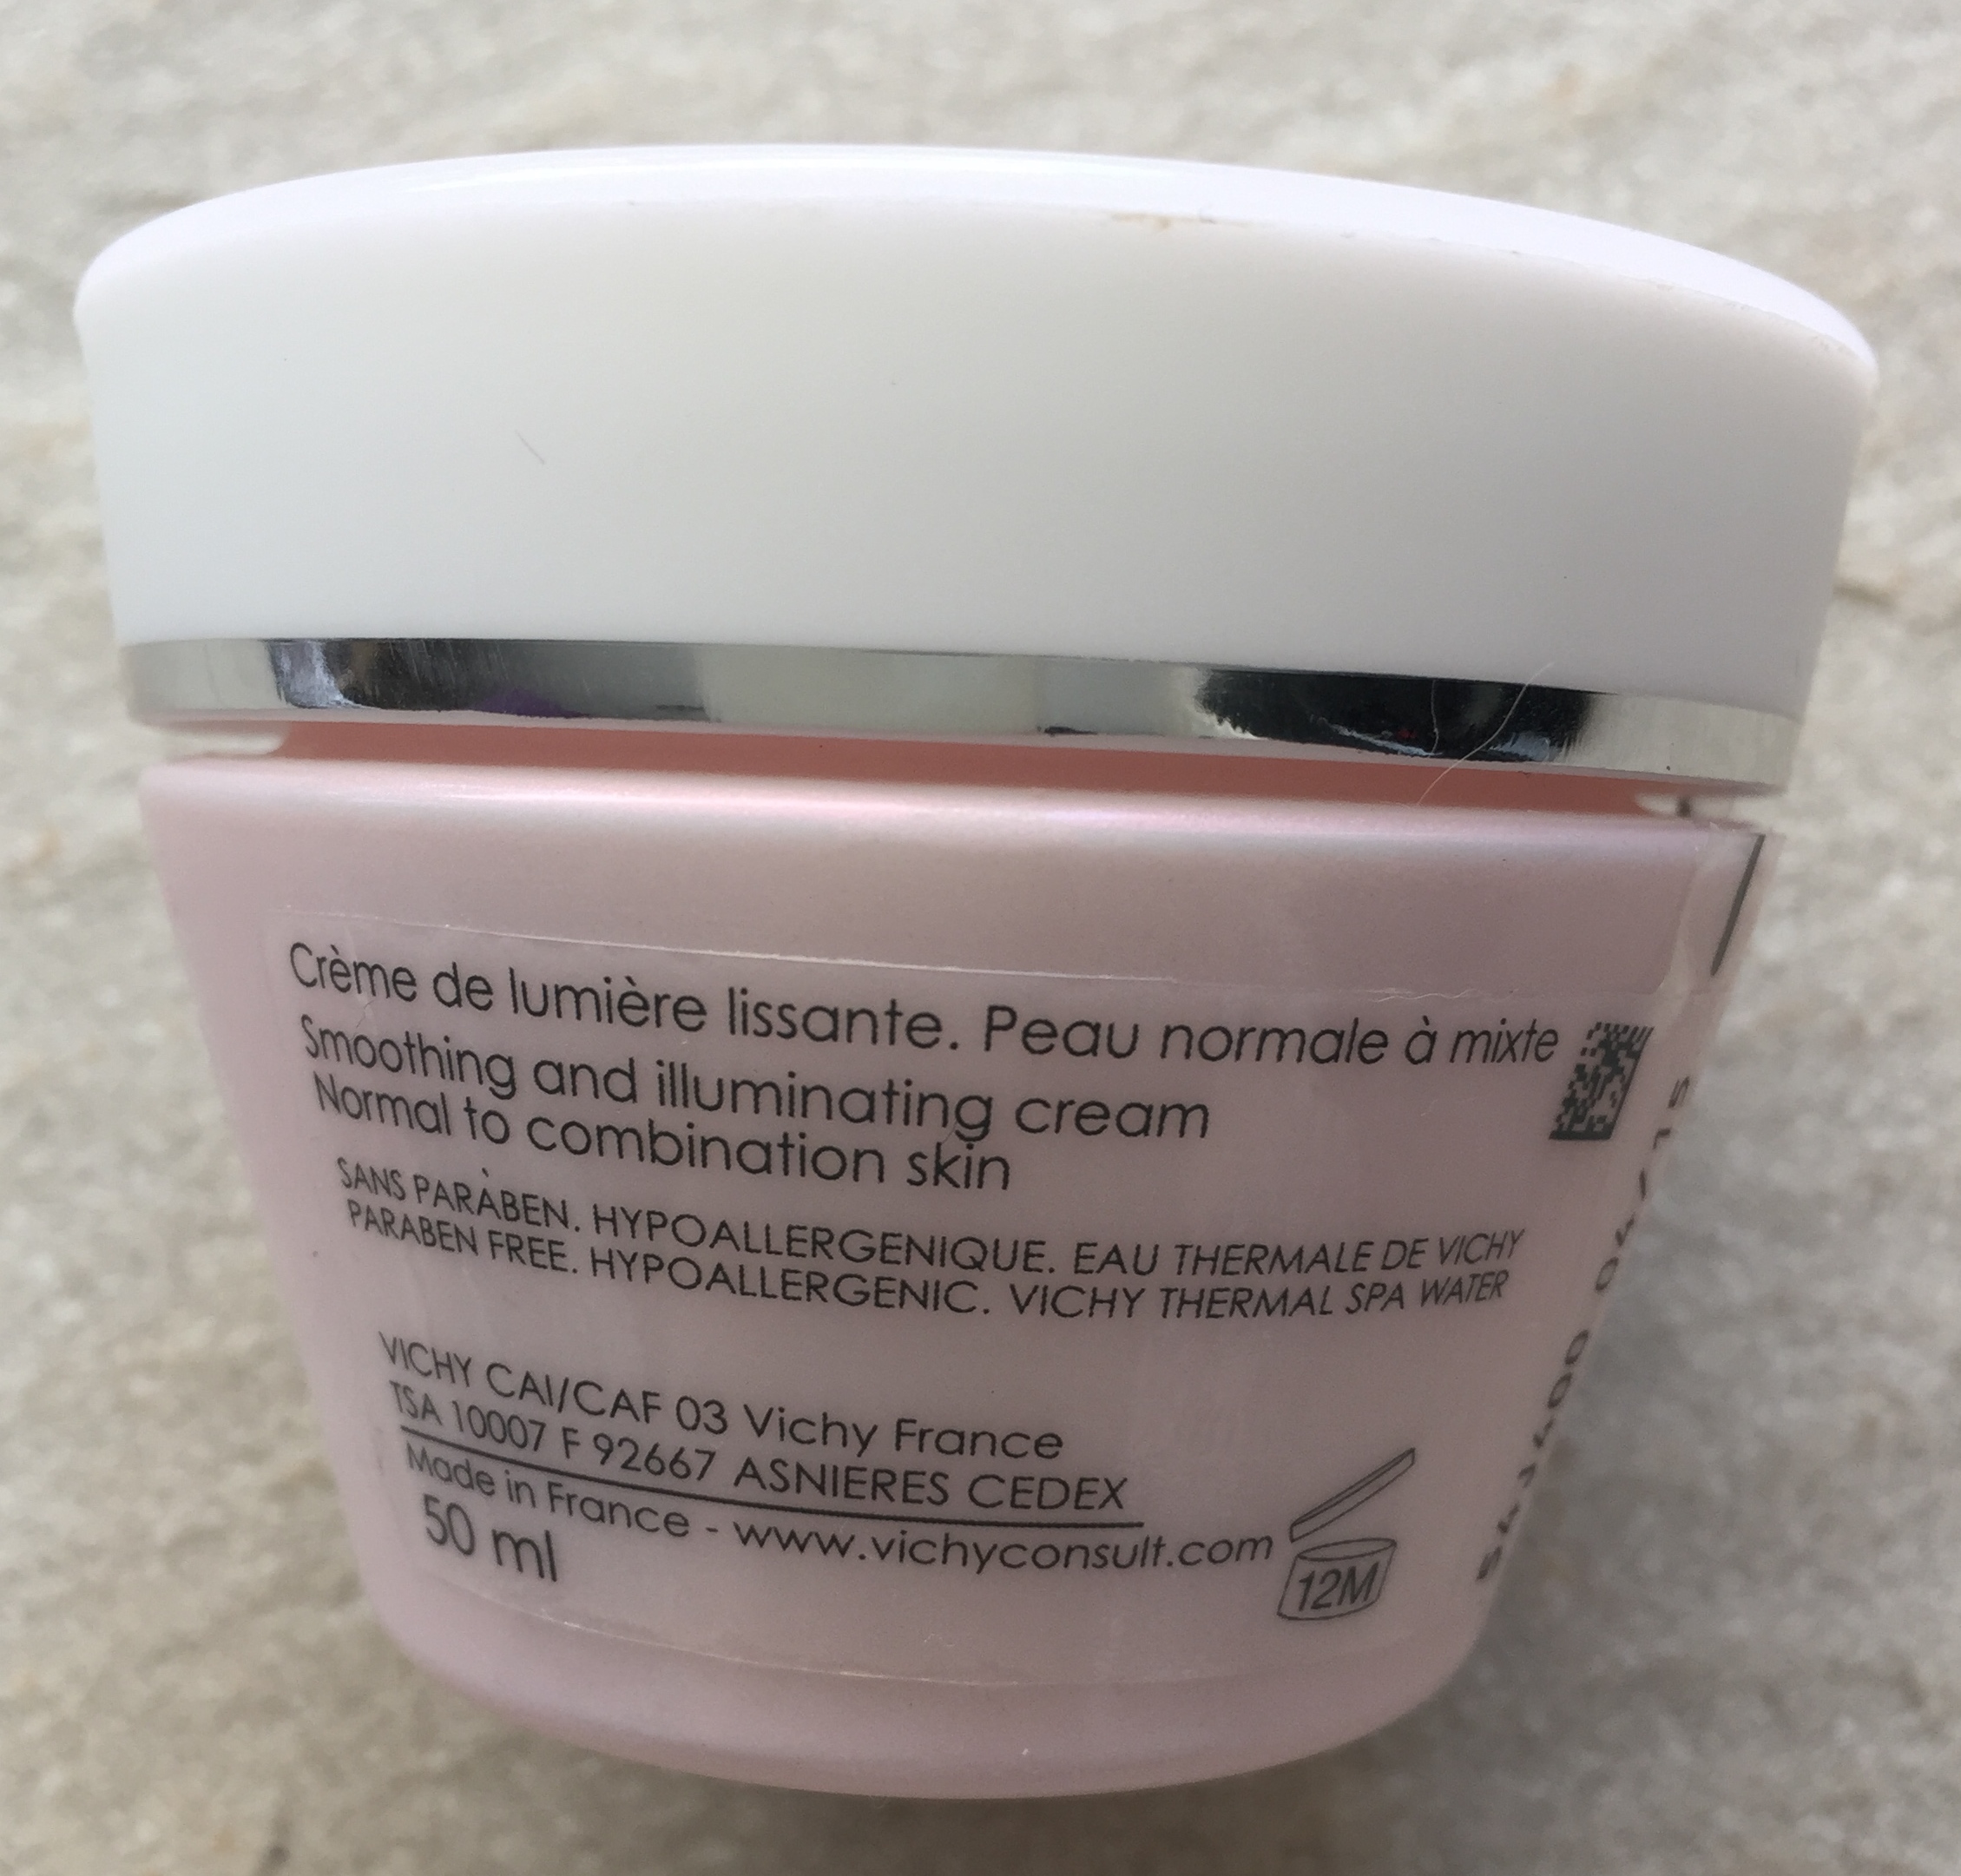 Crème de lumière lissante. Peau normale à mixte
Smoothing and illuminating cream
Normal to combination skin
SANS PARABEN. HYPOALLERGENIQUE. EAU THERMALE DE VICHY
PARABEN FREE. HYPOALLERGENIC. VICHY THERMAL SPA WATER
VICHY CAI/CAF 03 Vichy France
TSA 10007 F 92667 ASNIERES CEDEX
Made in France - www.vichyconsult.com
50 ml
12M